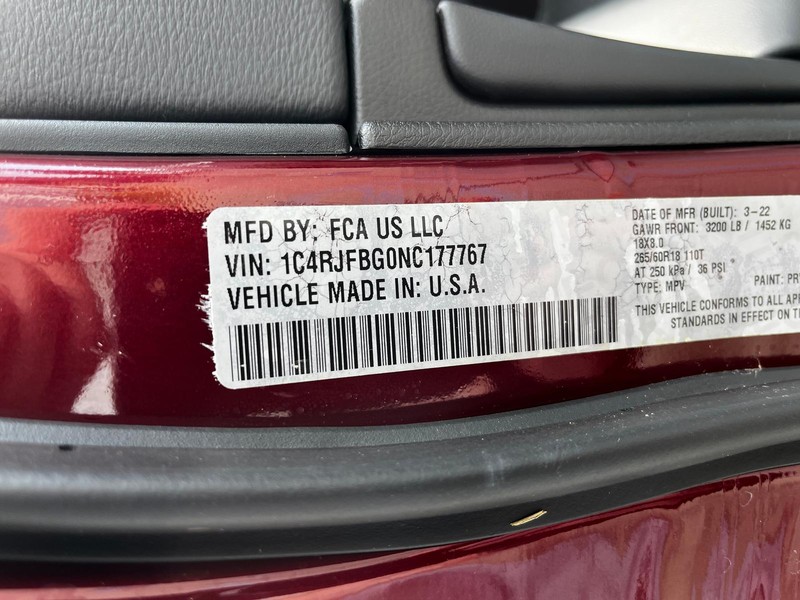 MFD BY: FCA US LLC
VIN: 1C4RJFBG0NC177767
VEHICLE MADE IN: U.S.A.
DATE OF MFR (BUILT): 3-22
GAWR FRONT: 3200 LB / 1452 KG
18X8.0
265/60R18 110T
AT 250 kPa / 36 PSI
TYPE: MPV PAINT: PR
THIS VEHICLE CONFORMS TO ALL APP
STANDARDS IN EFFECT ON